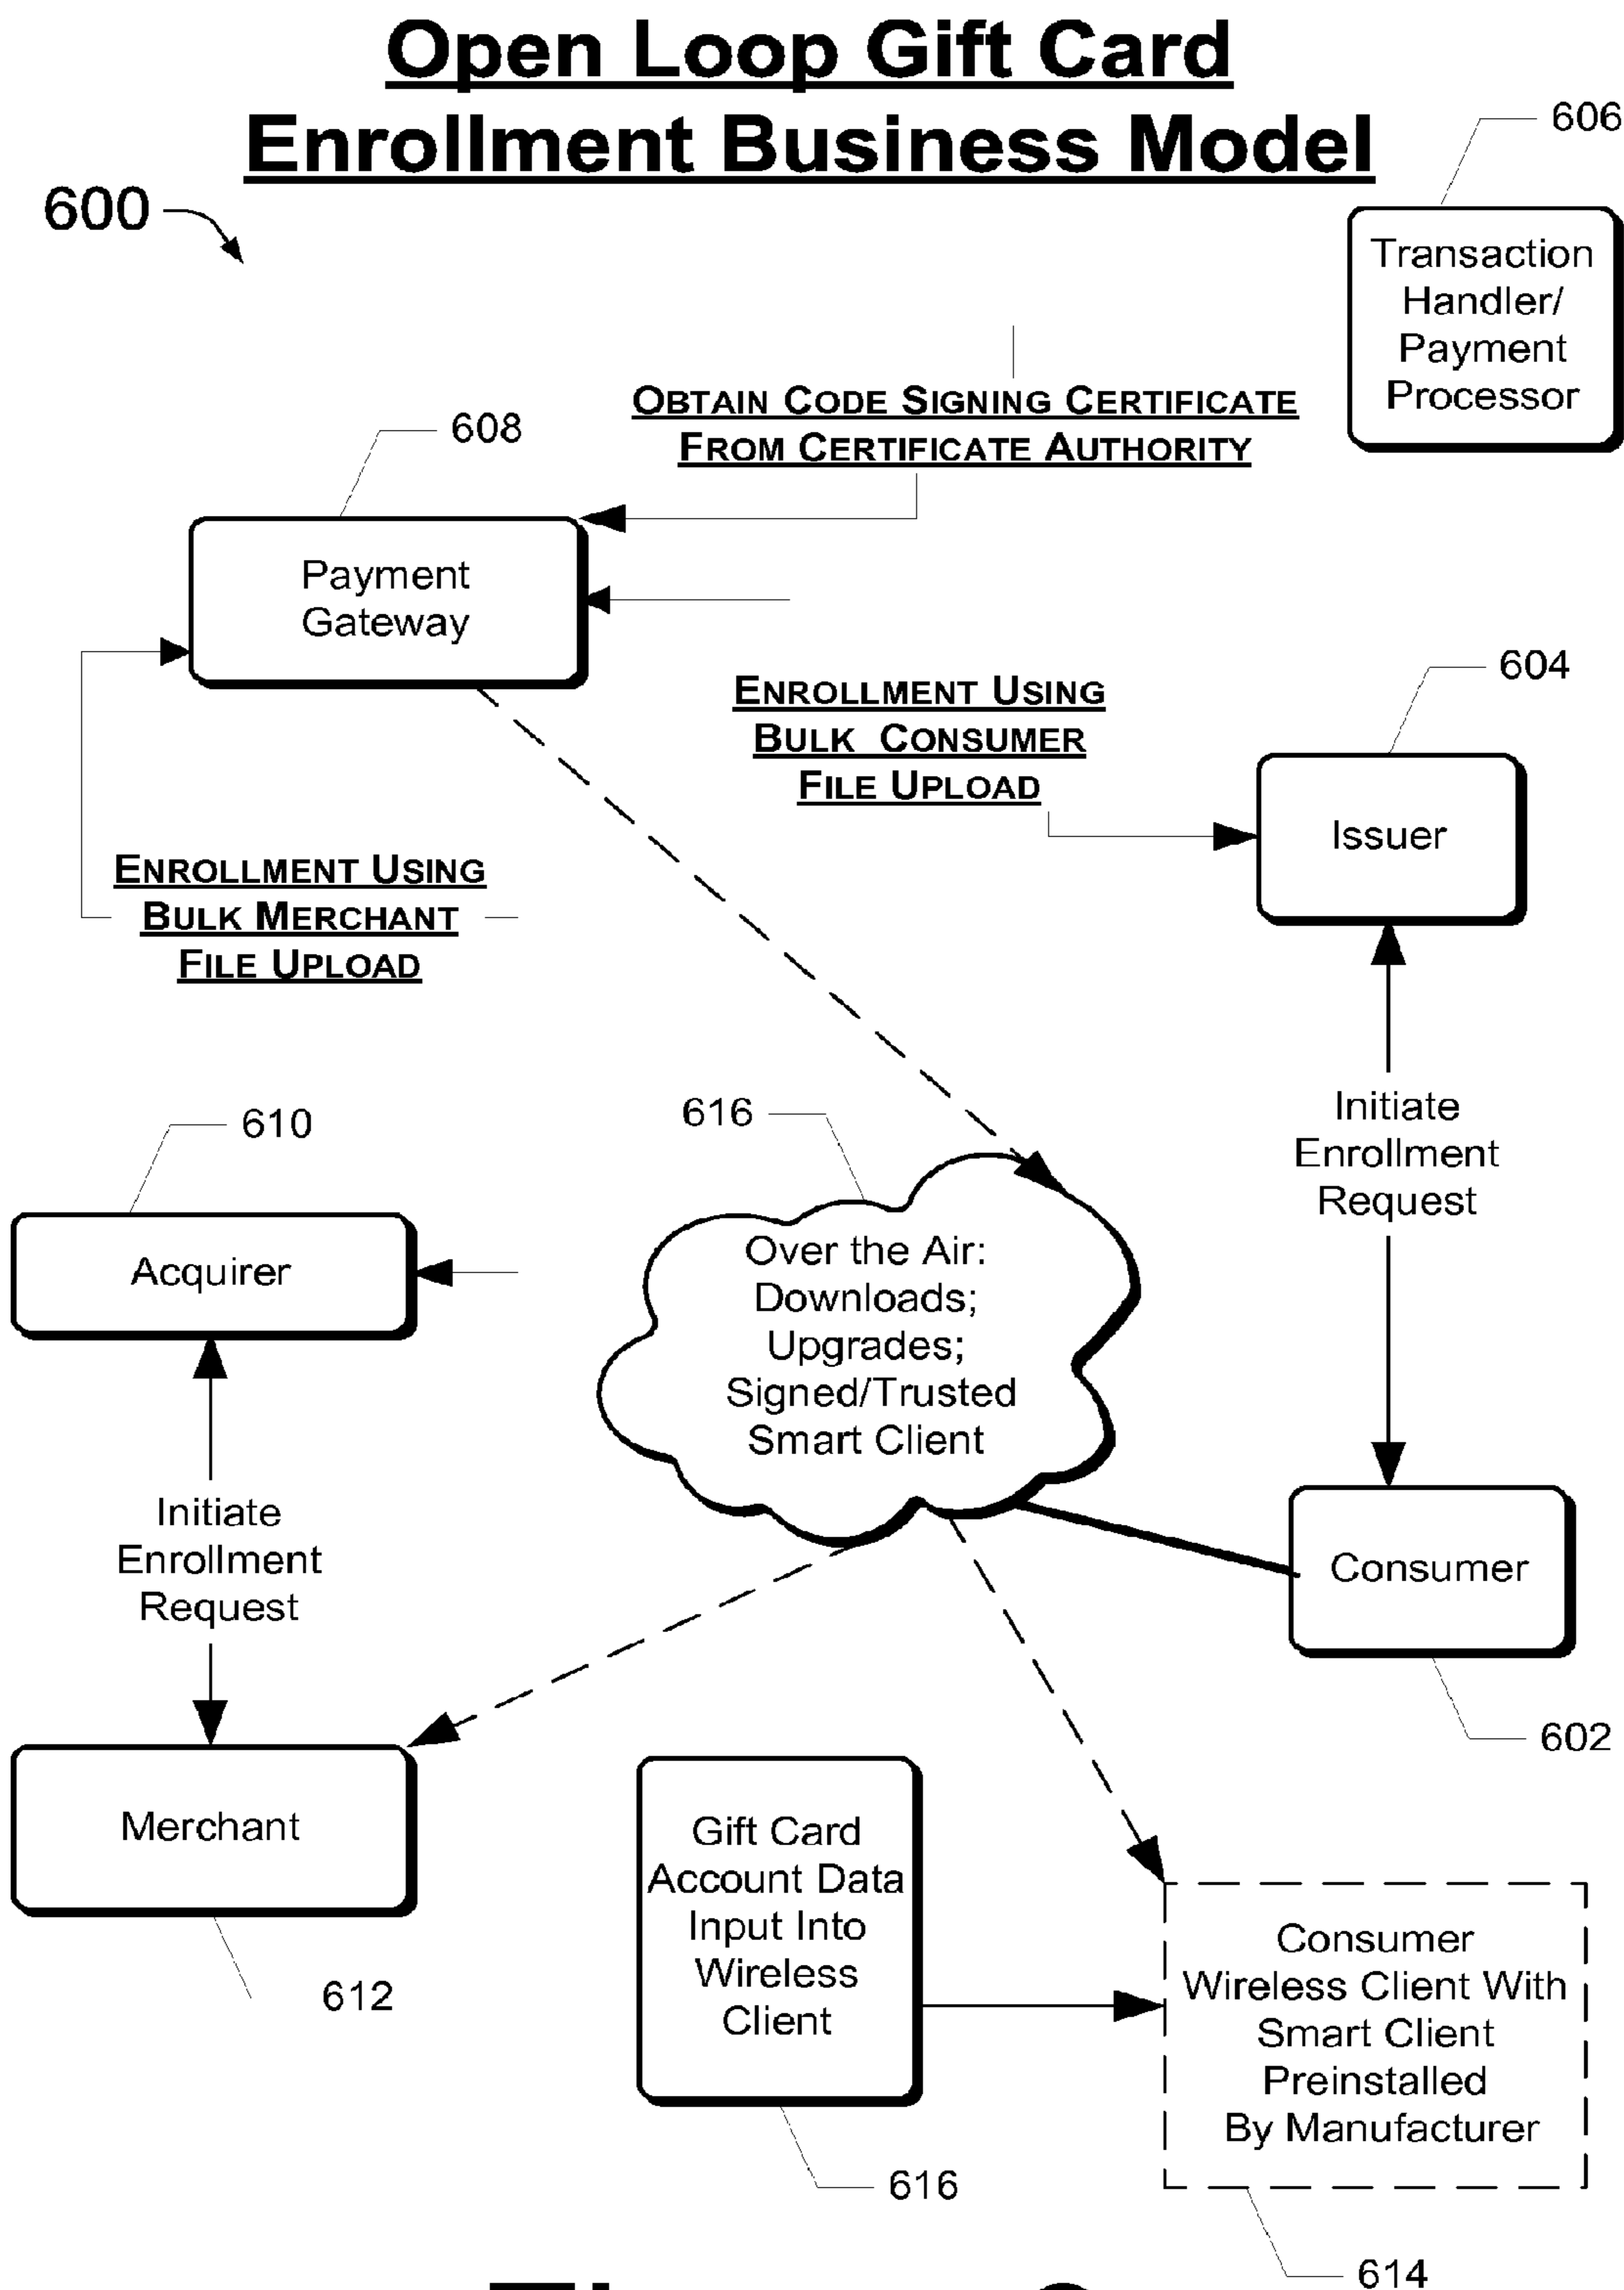 Open Loop Gift Card
Enrollment Business Model
600
606
Transaction
Handler/
Payment
Processor
OBTAIN CODE SIGNING CERTIFICATE
FROM CERTIFICATE AUTHORITY
608
Payment
Gateway
604
ENROLLMENT USING
BULK CONSUMER
FILE UPLOAD
Issuer
ENROLLMENT USING
BULK MERCHANT
FILE UPLOAD
Initiate
Enrollment
Request
610
616
Acquirer
Over the Air:
Downloads;
Upgrades;
Signed/Trusted
Smart Client
Initiate
Enrollment
Request
Consumer
602
Merchant
612
Gift Card
Account Data
Input Into
Wireless
Client
616
Consumer
Wireless Client With
Smart Client
Preinstalled
By Manufacturer
614